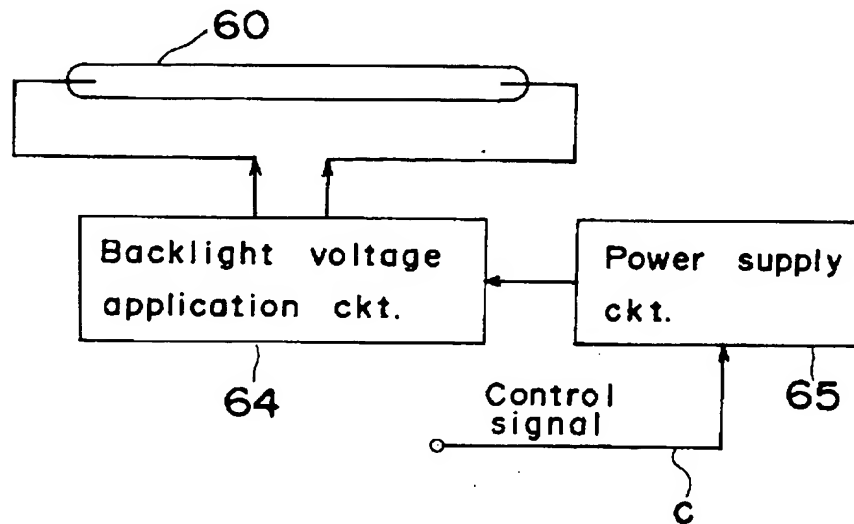 60
Backlight voltage
application ckt.
Power supply
ckt.
64
65
Control
signal
c